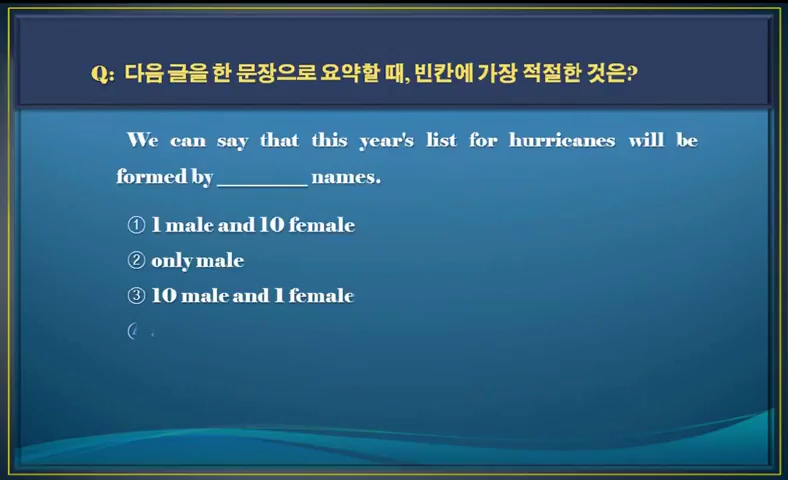 Q: 다음 글을 한 문장으로 요약할 때, 빈칸에 가장 적절한 것은?
We can say that this year's list for hurricanes will be
formed by ________ names.
① 1 male and 10 female
② only male
③ 10 male and 1 female